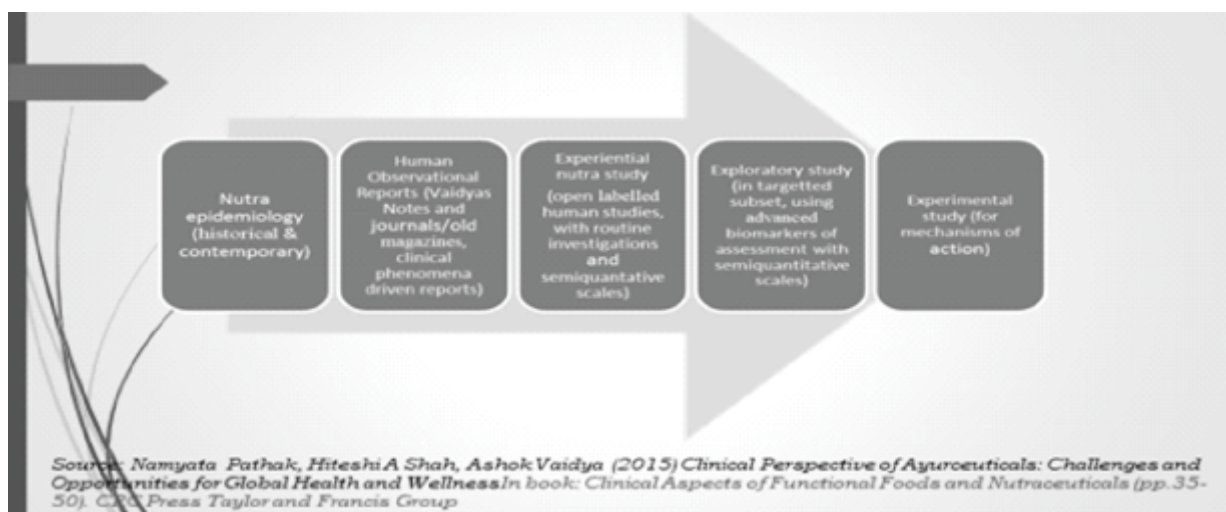 Nutra
epidemiology
(historical &
contemporary)
Human
Observational
Reports (Vaidyas
Notes and
journals/old
magazines,
clinical
phenomena
driven reports)
Experiential
nutra study
(open labelled
human studies,
with routine
investigations
and
semiquantative
scales)
Exploratory study
(in targetted
subset, using
advanced
biomarkers of
assessment with
semiquantitative
scales)
Experimental
study (for
mechanisms of
action)
Source: Namyata Pathak, Hiteshi A Shah, Ashok Vaidya (2015) Clinical Perspective of Ayurceuticals: Challenges and
Opportunities for Global Health and WellnessIn book: Clinical Aspects of Functional Foods and Nutraceuticals (pp.35-
50). CRC Press Taylor and Francis Group